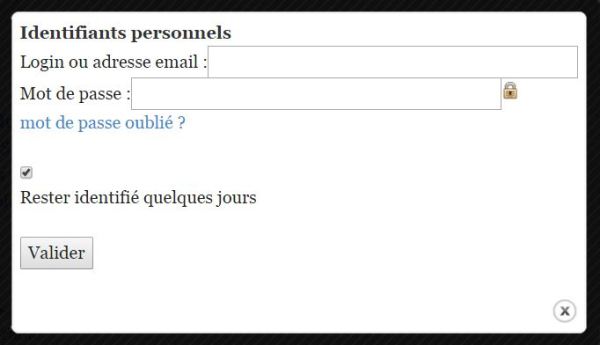 Identifiants personnels
Login ou adresse email :
Mot de passe :
mot de passe oublié ?
Rester identifié quelques jours
Valider
x